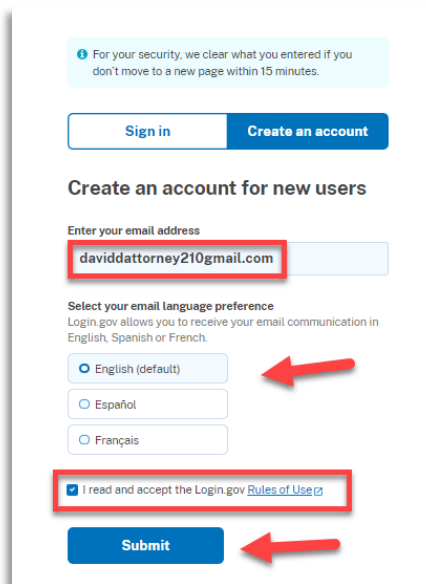 For your security, we clear what you entered if you
don't move to a new page within 15 minutes.
Sign in
Create an account
Create an account for new users
Enter your email address
daviddattorney210gmail.com
Select your email language preference
Login.gov allows you to receive your email communication in
English, Spanish or French.
English (default)
Español
Français
I read and accept the Login.gov Rules of Use
Submit